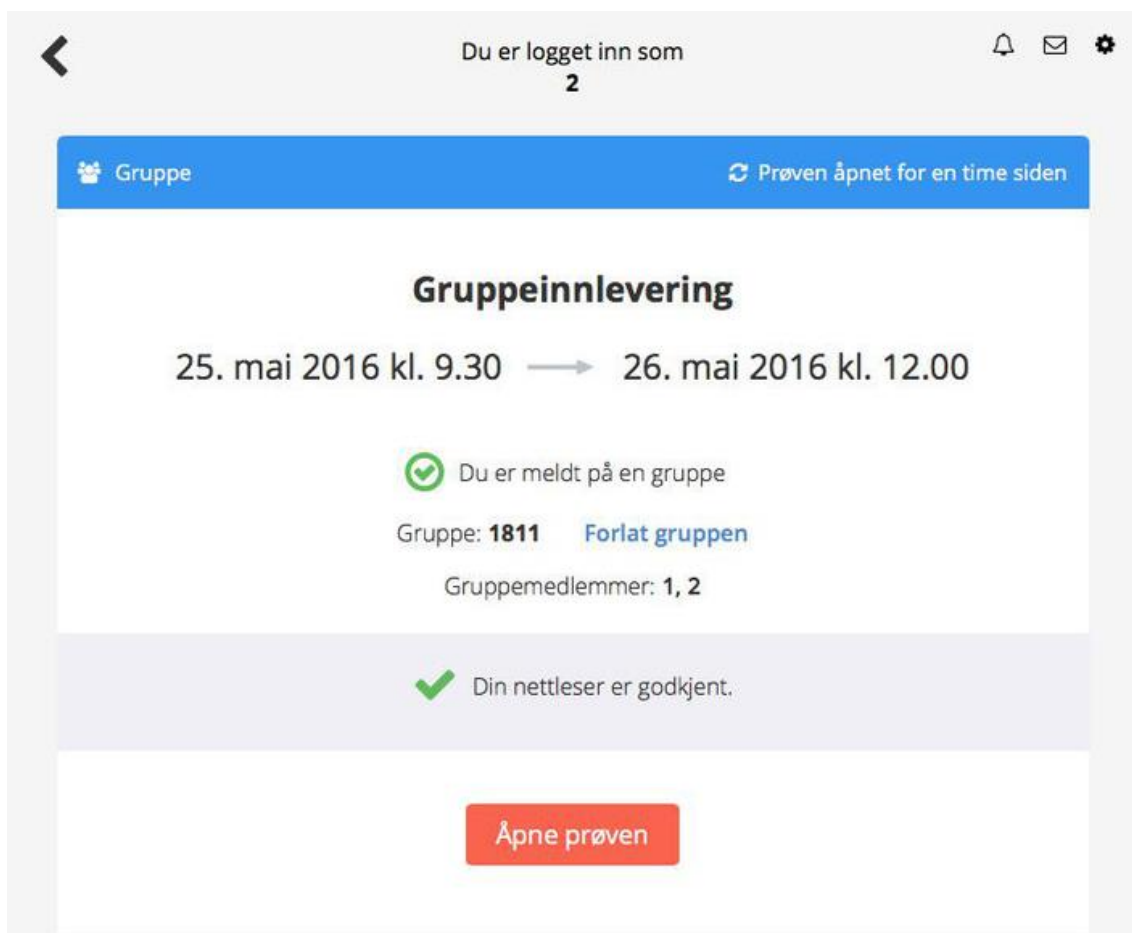 Du er logget inn som
2
Gruppe
Prøven åpnet for en time siden
Gruppeinnlevering
25. mai 2016 kl. 9.30 → 26. mai 2016 kl. 12.00
Du er meldt på en gruppe
Gruppe: 1811 Forlat gruppen
Gruppemedlemmer: 1, 2
Din nettleser er godkjent.
Åpne prøven